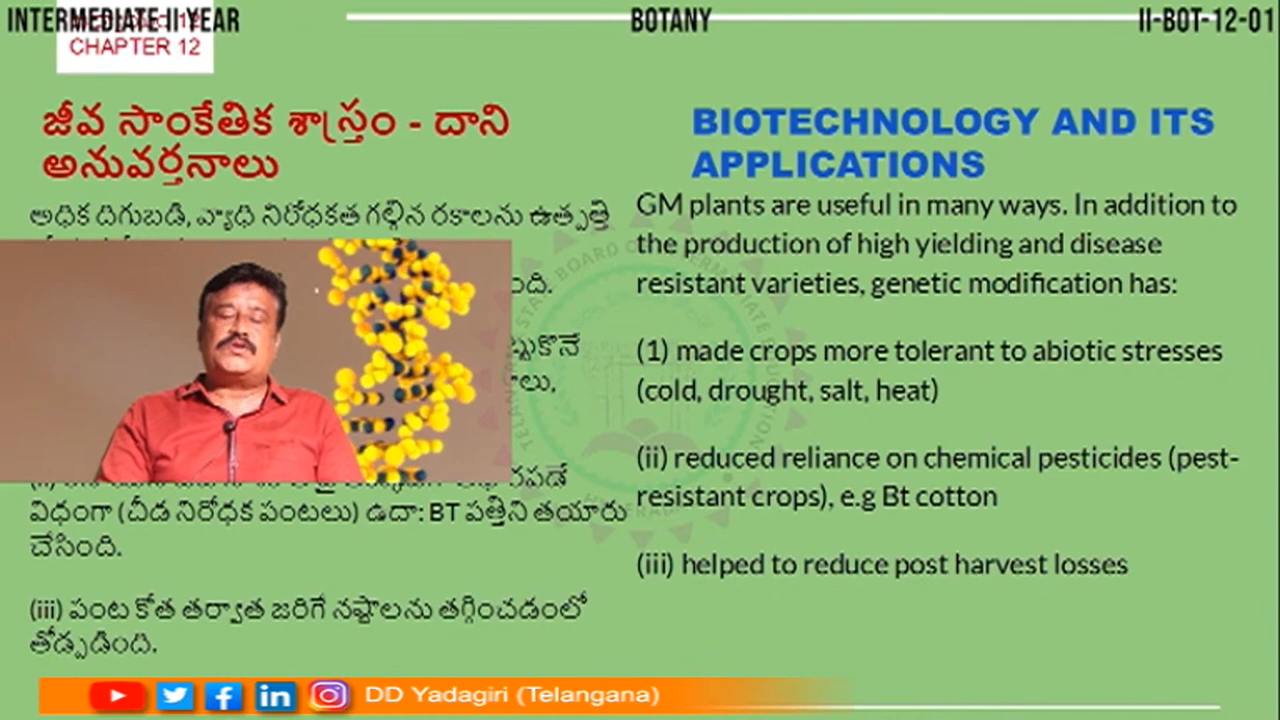 INTERMEDIATE II YEAR
BOTANY
II-BOT-12-01
CHAPTER 12
జీవ సాంకేతిక శాస్త్రం - దాని
అనువర్తనాలు
అధిక దిగుబడి, వ్యాధి నిరోధకత గల్గిన రకాలను ఉత్పత్తి
విధంగా (చీడ నిరోధక పంటలు) ఉదా: BT పత్తిని తయారు
చేసింది.
(iii) పంట కోత తర్వాత జరిగే నష్టాలను తగ్గించడంలో
తోడ్పడింది.
BIOTECHNOLOGY AND ITS
APPLICATIONS
GM plants are useful in many ways. In addition to
the production of high yielding and disease
resistant varieties, genetic modification has:
(1) made crops more tolerant to abiotic stresses
(cold, drought, salt, heat)
(ii) reduced reliance on chemical pesticides (pest-
resistant crops), e.g Bt cotton
(iii) helped to reduce post harvest losses
DD Yadagiri (Telangana)